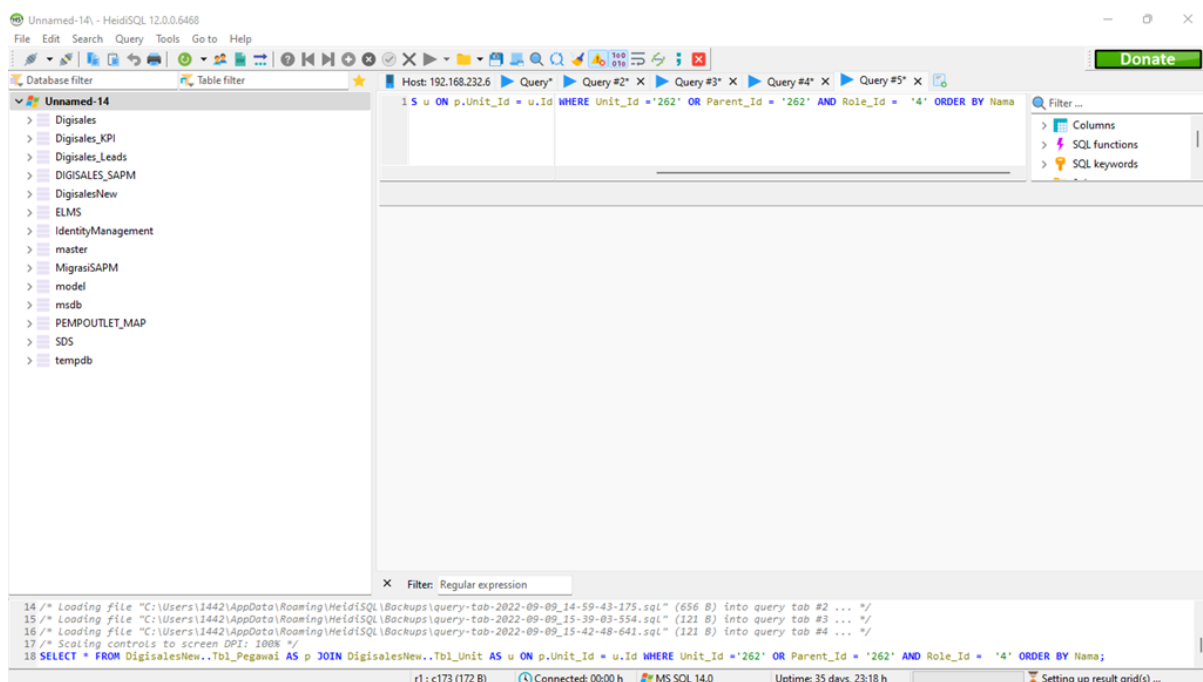 Unnamed-14\ - HeidiSQL 12.0.0.6468
File Edit Search Query Tools Go to Help
Donate
Database filter Table filter
Host: 192.168.232.6 Query* Query #2* Query #3* Query #4* Query #5*
Unnamed-14
Digisales
Digisales_KPI
Digisales_Leads
DIGISALES_SAPM
DigisalesNew
ELMS
IdentityManagement
master
MigrasiSAPM
model
msdb
PEMPOUTLET_MAP
SDS
tempdb
1 S u ON p.Unit_Id = u.Id WHERE Unit_Id ='262' OR Parent_Id = '262' AND Role_Id =  '4' ORDER BY Nama
Filter ...
Columns
SQL functions
SQL keywords
Filter: Regular expression
14 /* Loading file "C:\Users\1442\AppData\Roaming\HeidiSQL\Backups\query-tab-2022-09-09_14-59-43-175.sql" (656 B) into query tab #2 ... */
15 /* Loading file "C:\Users\1442\AppData\Roaming\HeidiSQL\Backups\query-tab-2022-09-09_15-39-03-554.sql" (121 B) into query tab #3 ... */
16 /* Loading file "C:\Users\1442\AppData\Roaming\HeidiSQL\Backups\query-tab-2022-09-09_15-42-48-641.sql" (121 B) into query tab #4 ... */
17 /* Scaling controls to screen DPI: 100% */
18 SELECT * FROM DigisalesNew..Tbl_Pegawai AS p JOIN DigisalesNew..Tbl_Unit AS u ON p.Unit_Id = u.Id WHERE Unit_Id ='262' OR Parent_Id = '262' AND Role_Id =  '4' ORDER BY Nama;
r1 : c173 (172 B) Connected: 00:00 h MS SQL 14.0 Uptime: 35 days, 23:18 h Setting up result grid(s) ...